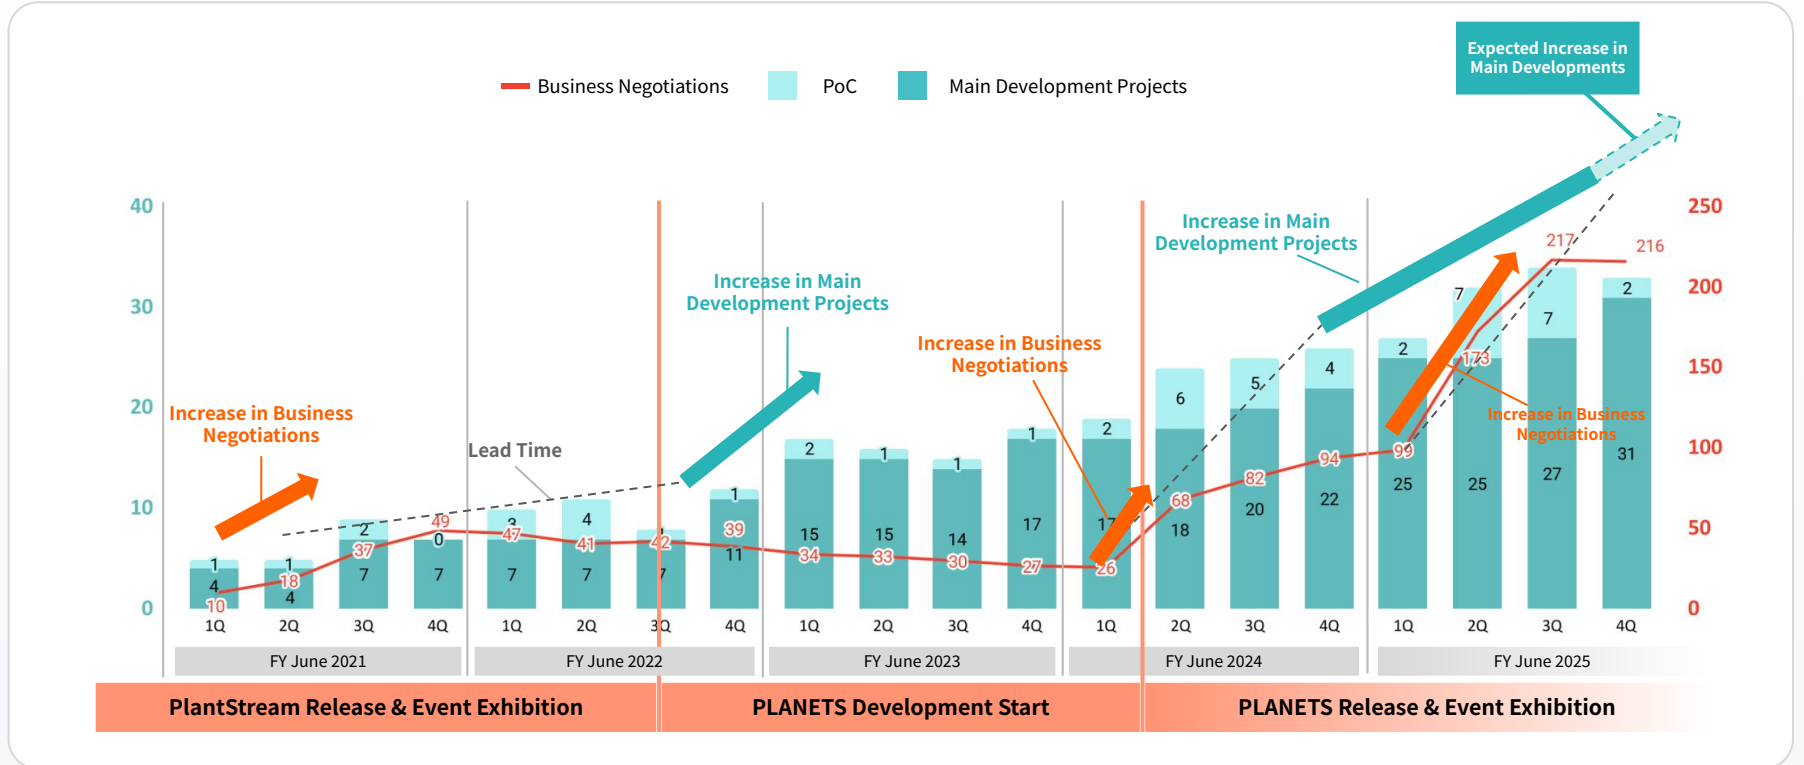 Expected Increase in
Main Developments
Business Negotiations
PoC
Main Development Projects
40
30
20
10
0
250
200
150
100
50
0
Increase in Business
Negotiations
Lead Time
Increase in Main
Development Projects
Increase in Business
Negotiations
Increase in Main
Development Projects
Increase in Business
Negotiations
1 1 2 0 3 4 1 1 2 1 1 1 2 6 5 4 2 7 7 2
4 4 7 7 7 7 7 11 15 15 14 17 17 18 20 22 25 25 27 31
10 18 37 49 47 41 42 39 34 33 30 27 26 68 82 94 99 173 217 216
1Q 2Q 3Q 4Q 1Q 2Q 3Q 4Q 1Q 2Q 3Q 4Q 1Q 2Q 3Q 4Q 1Q 2Q 3Q 4Q
FY June 2021 FY June 2022 FY June 2023 FY June 2024 FY June 2025
PlantStream Release & Event Exhibition
PLANETS Development Start
PLANETS Release & Event Exhibition